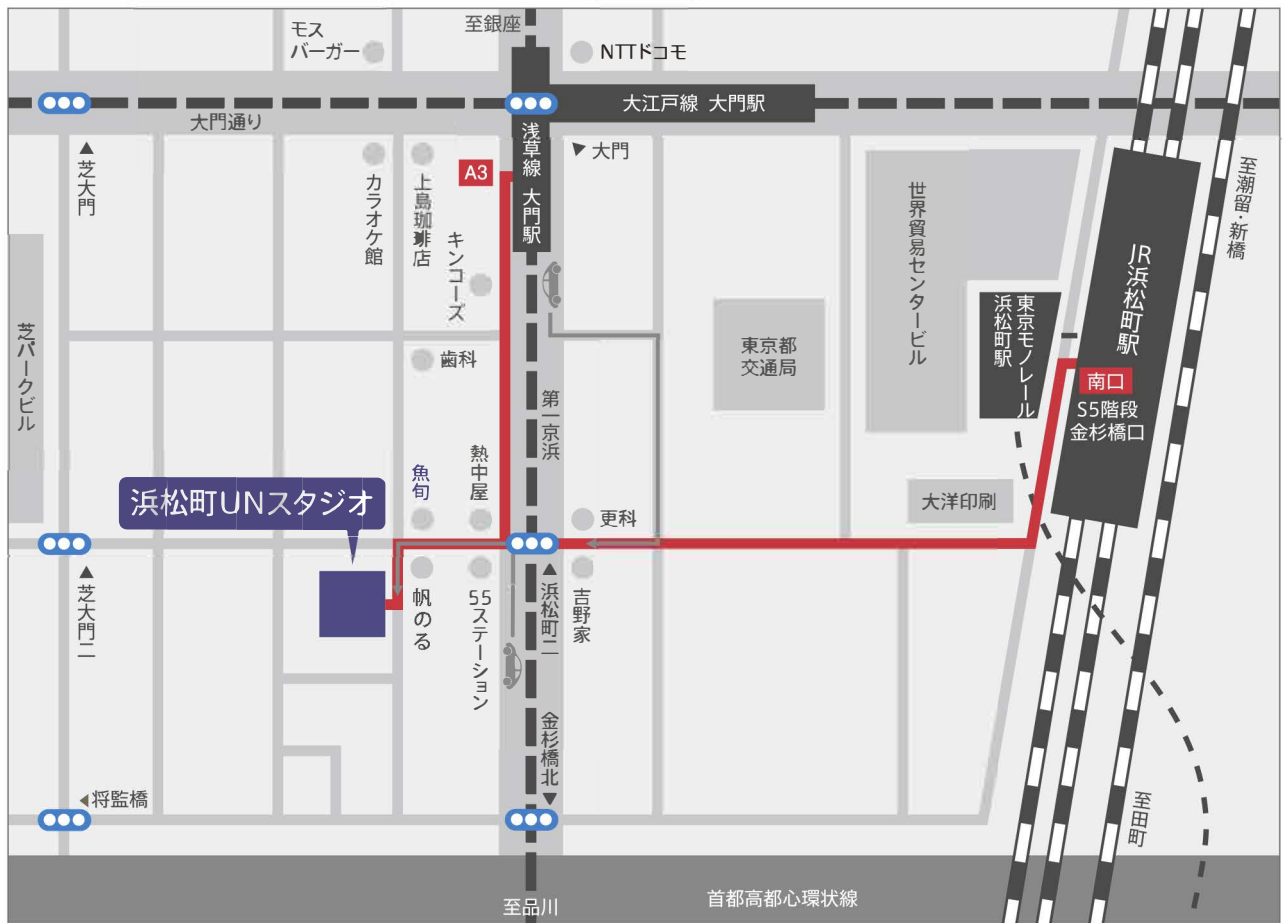 至銀座
モス
バーガー
NTTドコモ
大江戸線 大門駅
大門通り
浅草線 大門駅
▼大門
▲芝大門
カラオケ館
上島珈琲店
A3
キンコーズ
世界貿易センタービル
至潮留・新橋
JR浜松町駅
東京モノレール
浜松町駅
芝パークビル
歯科
東京都
交通局
南口
S5階段
金杉橋口
第一京浜
魚旬
熱中屋
浜松町UNスタジオ
更科
大洋印刷
▲芝大門二
帆のる
55ステーション
▲浜松町二
吉野家
金杉橋北▼
◀将監橋
至田町
至品川
首都高都心環状線